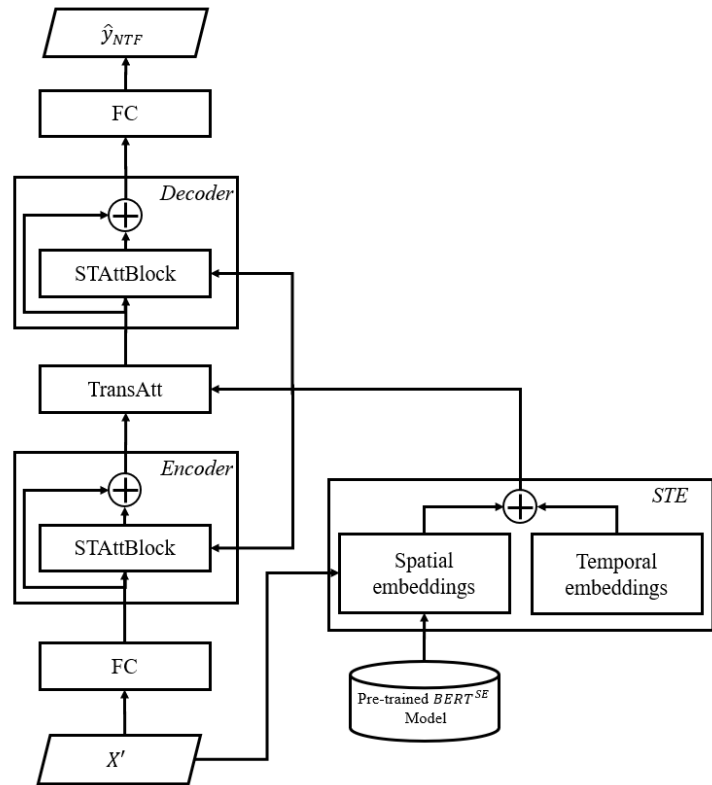 ŷ_NTF
FC
Decoder
STAttBlock
TransAtt
Encoder
STAttBlock
STE
Spatial
embeddings
Temporal
embeddings
FC
Pre-trained BERT^SE
Model
X′